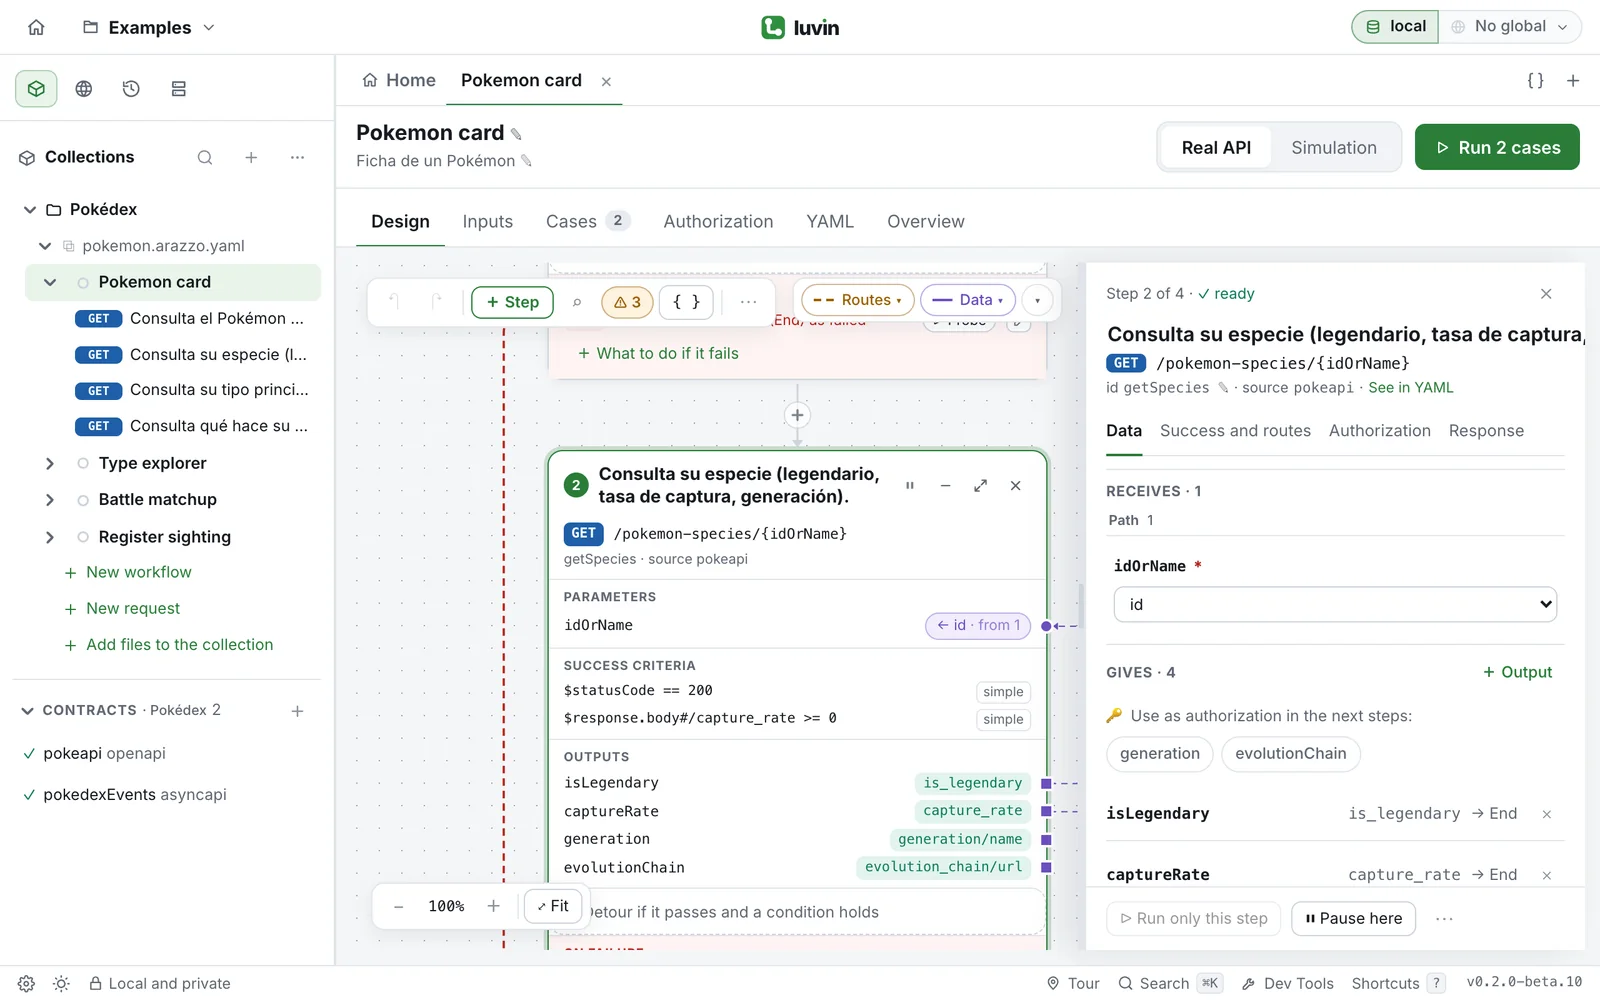 Examples
luvin
local
No global
Home
Pokemon card
{ }
Collections
Pokédex
pokemon.arazzo.yaml
Pokemon card
GET Consulta el Pokémon ...
GET Consulta su especie (l...
GET Consulta su tipo princi...
GET Consulta qué hace su ...
Type explorer
Battle matchup
Register sighting
+ New workflow
+ New request
+ Add files to the collection
CONTRACTS · Pokédex 2
pokeapi openapi
pokedexEvents asyncapi
Pokemon card
Ficha de un Pokémon
Real API
Simulation
Run 2 cases
Design
Inputs
Cases 2
Authorization
YAML
Overview
+ Step
3
{ }
...
Routes
Data
(End) as failed
+ What to do if it fails
2
Consulta su especie (legendario,
tasa de captura, generación).
GET /pokemon-species/{idOrName}
getSpecies · source pokeapi
PARAMETERS
idOrName
← id · from 1
SUCCESS CRITERIA
$statusCode == 200
simple
$response.body#/capture_rate >= 0
simple
OUTPUTS
isLegendary
is_legendary
captureRate
capture_rate
generation
generation/name
evolutionChain
evolution_chain/url
Detour if it passes and a condition holds
− 100% +
Fit
Step 2 of 4 · ✓ ready
Consulta su especie (legendario, tasa de captura,
GET /pokemon-species/{idOrName}
id getSpecies · source pokeapi · See in YAML
Data
Success and routes
Authorization
Response
RECEIVES · 1
Path 1
idOrName *
id
GIVES · 4
+ Output
Use as authorization in the next steps:
generation
evolutionChain
isLegendary
is_legendary → End
captureRate
capture_rate → End
Run only this step
Pause here
...
Local and private
Tour
Search ⌘K
Dev Tools
Shortcuts ?
v0.2.0-beta.10